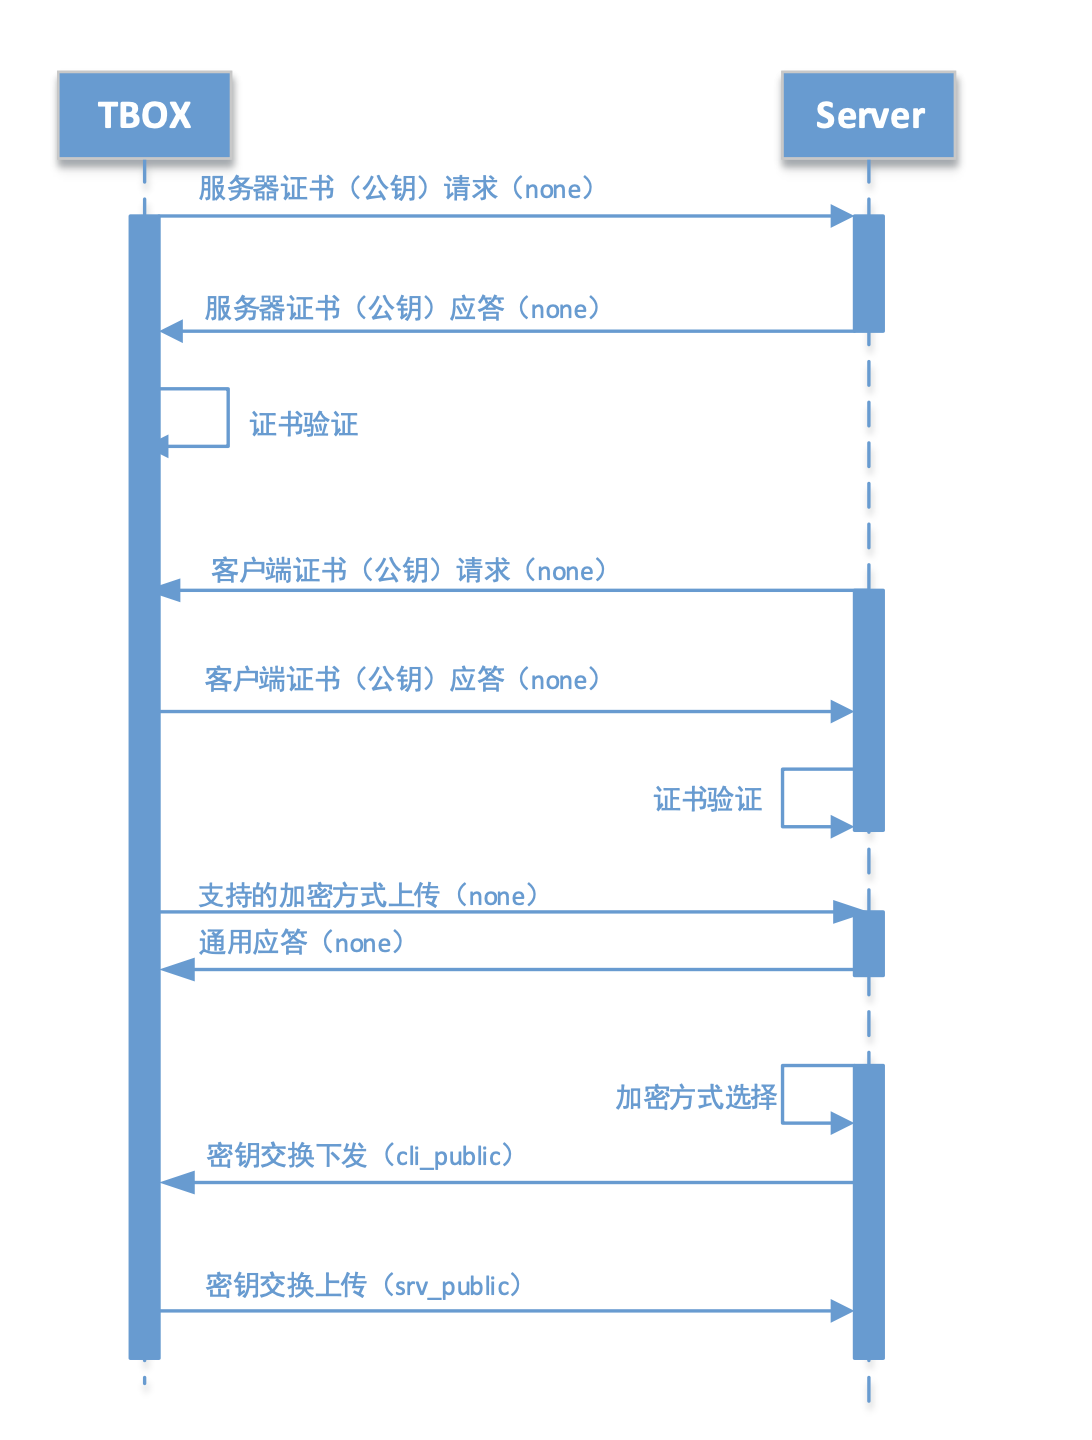 TBOX
Server
服务器证书（公钥）请求（none）
服务器证书（公钥）应答（none）
证书验证
客户端证书（公钥）请求（none）
客户端证书（公钥）应答（none）
证书验证
支持的加密方式上传（none）
通用应答（none）
加密方式选择
密钥交换下发（cli_public）
密钥交换上传（srv_public）